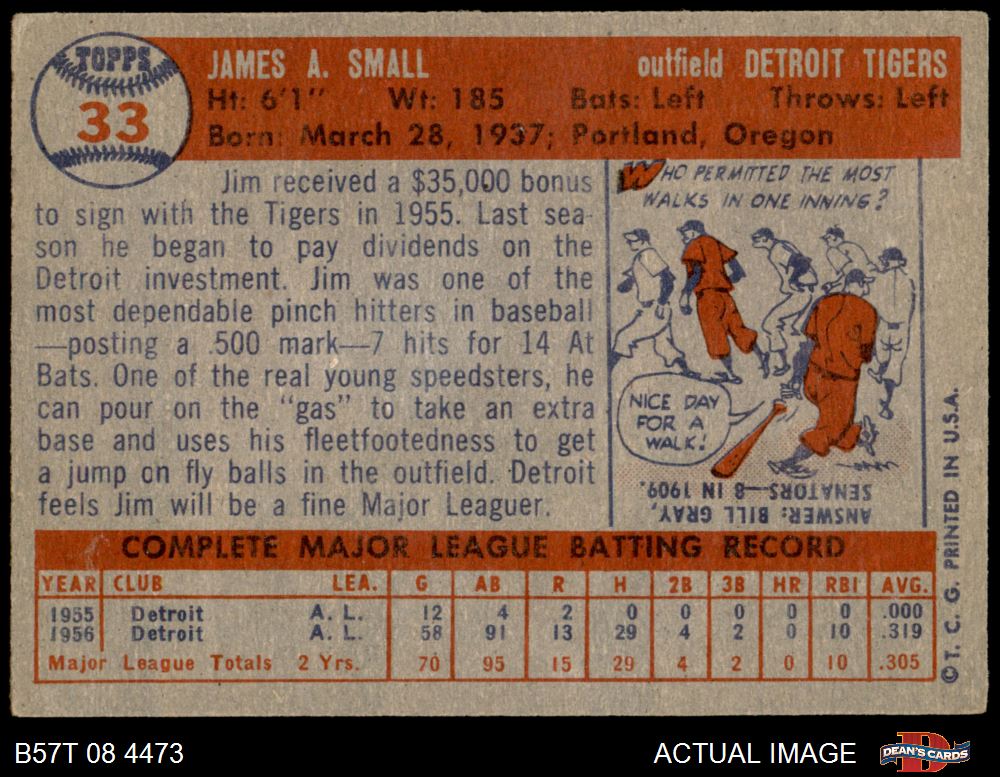 TOPPS
33
JAMES A. SMALL outfield DETROIT TIGERS
Ht: 6'1" Wt: 185 Bats: Left Throws: Left
Born: March 28, 1937; Portland, Oregon
Jim received a $35,000 bonus
to sign with the Tigers in 1955. Last sea-
son he began to pay dividends on the
Detroit investment. Jim was one of the
most dependable pinch hitters in baseball
—posting a .500 mark—7 hits for 14 At
Bats. One of the real young speedsters, he
can pour on the "gas" to take an extra
base and uses his fleetfootedness to get
a jump on fly balls in the outfield. Detroit
feels Jim will be a fine Major Leaguer.
WHO PERMITTED THE MOST
WALKS IN ONE INNING?
NICE DAY
FOR A
WALK!
ANSWER: BILL GRAY,
SENATORS—8 IN 1909.
COMPLETE MAJOR LEAGUE BATTING RECORD
YEAR CLUB LEA. G AB R H 2B 3B HR RBI AVG.
1955 Detroit A. L. 12 4 2 0 0 0 0 0 .000
1956 Detroit A. L. 58 91 13 29 4 2 0 10 .319
Major League Totals 2 Yrs. 70 95 15 29 4 2 0 10 .305
© T. C. G. PRINTED IN U.S.A.
B57T 08 4473 ACTUAL IMAGE DEAN'S CARDS